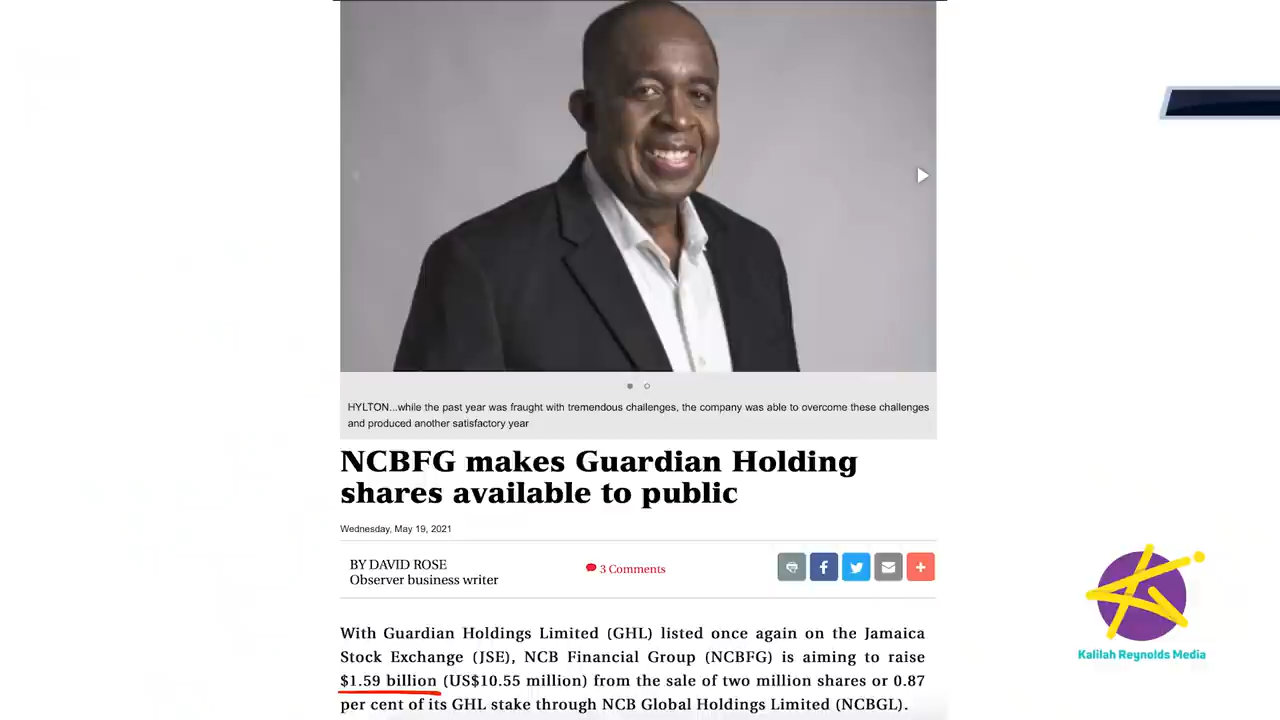 HYLTON...while the past year was fraught with tremendous challenges, the company was able to overcome these challenges
and produced another satisfactory year
NCBFG makes Guardian Holding
shares available to public
Wednesday, May 19, 2021
BY DAVID ROSE
Observer business writer
3 Comments
With Guardian Holdings Limited (GHL) listed once again on the Jamaica
Stock Exchange (JSE), NCB Financial Group (NCBFG) is aiming to raise
$1.59 billion (US$10.55 million) from the sale of two million shares or 0.87
per cent of its GHL stake through NCB Global Holdings Limited (NCBGL).
Kalilah Reynolds Media